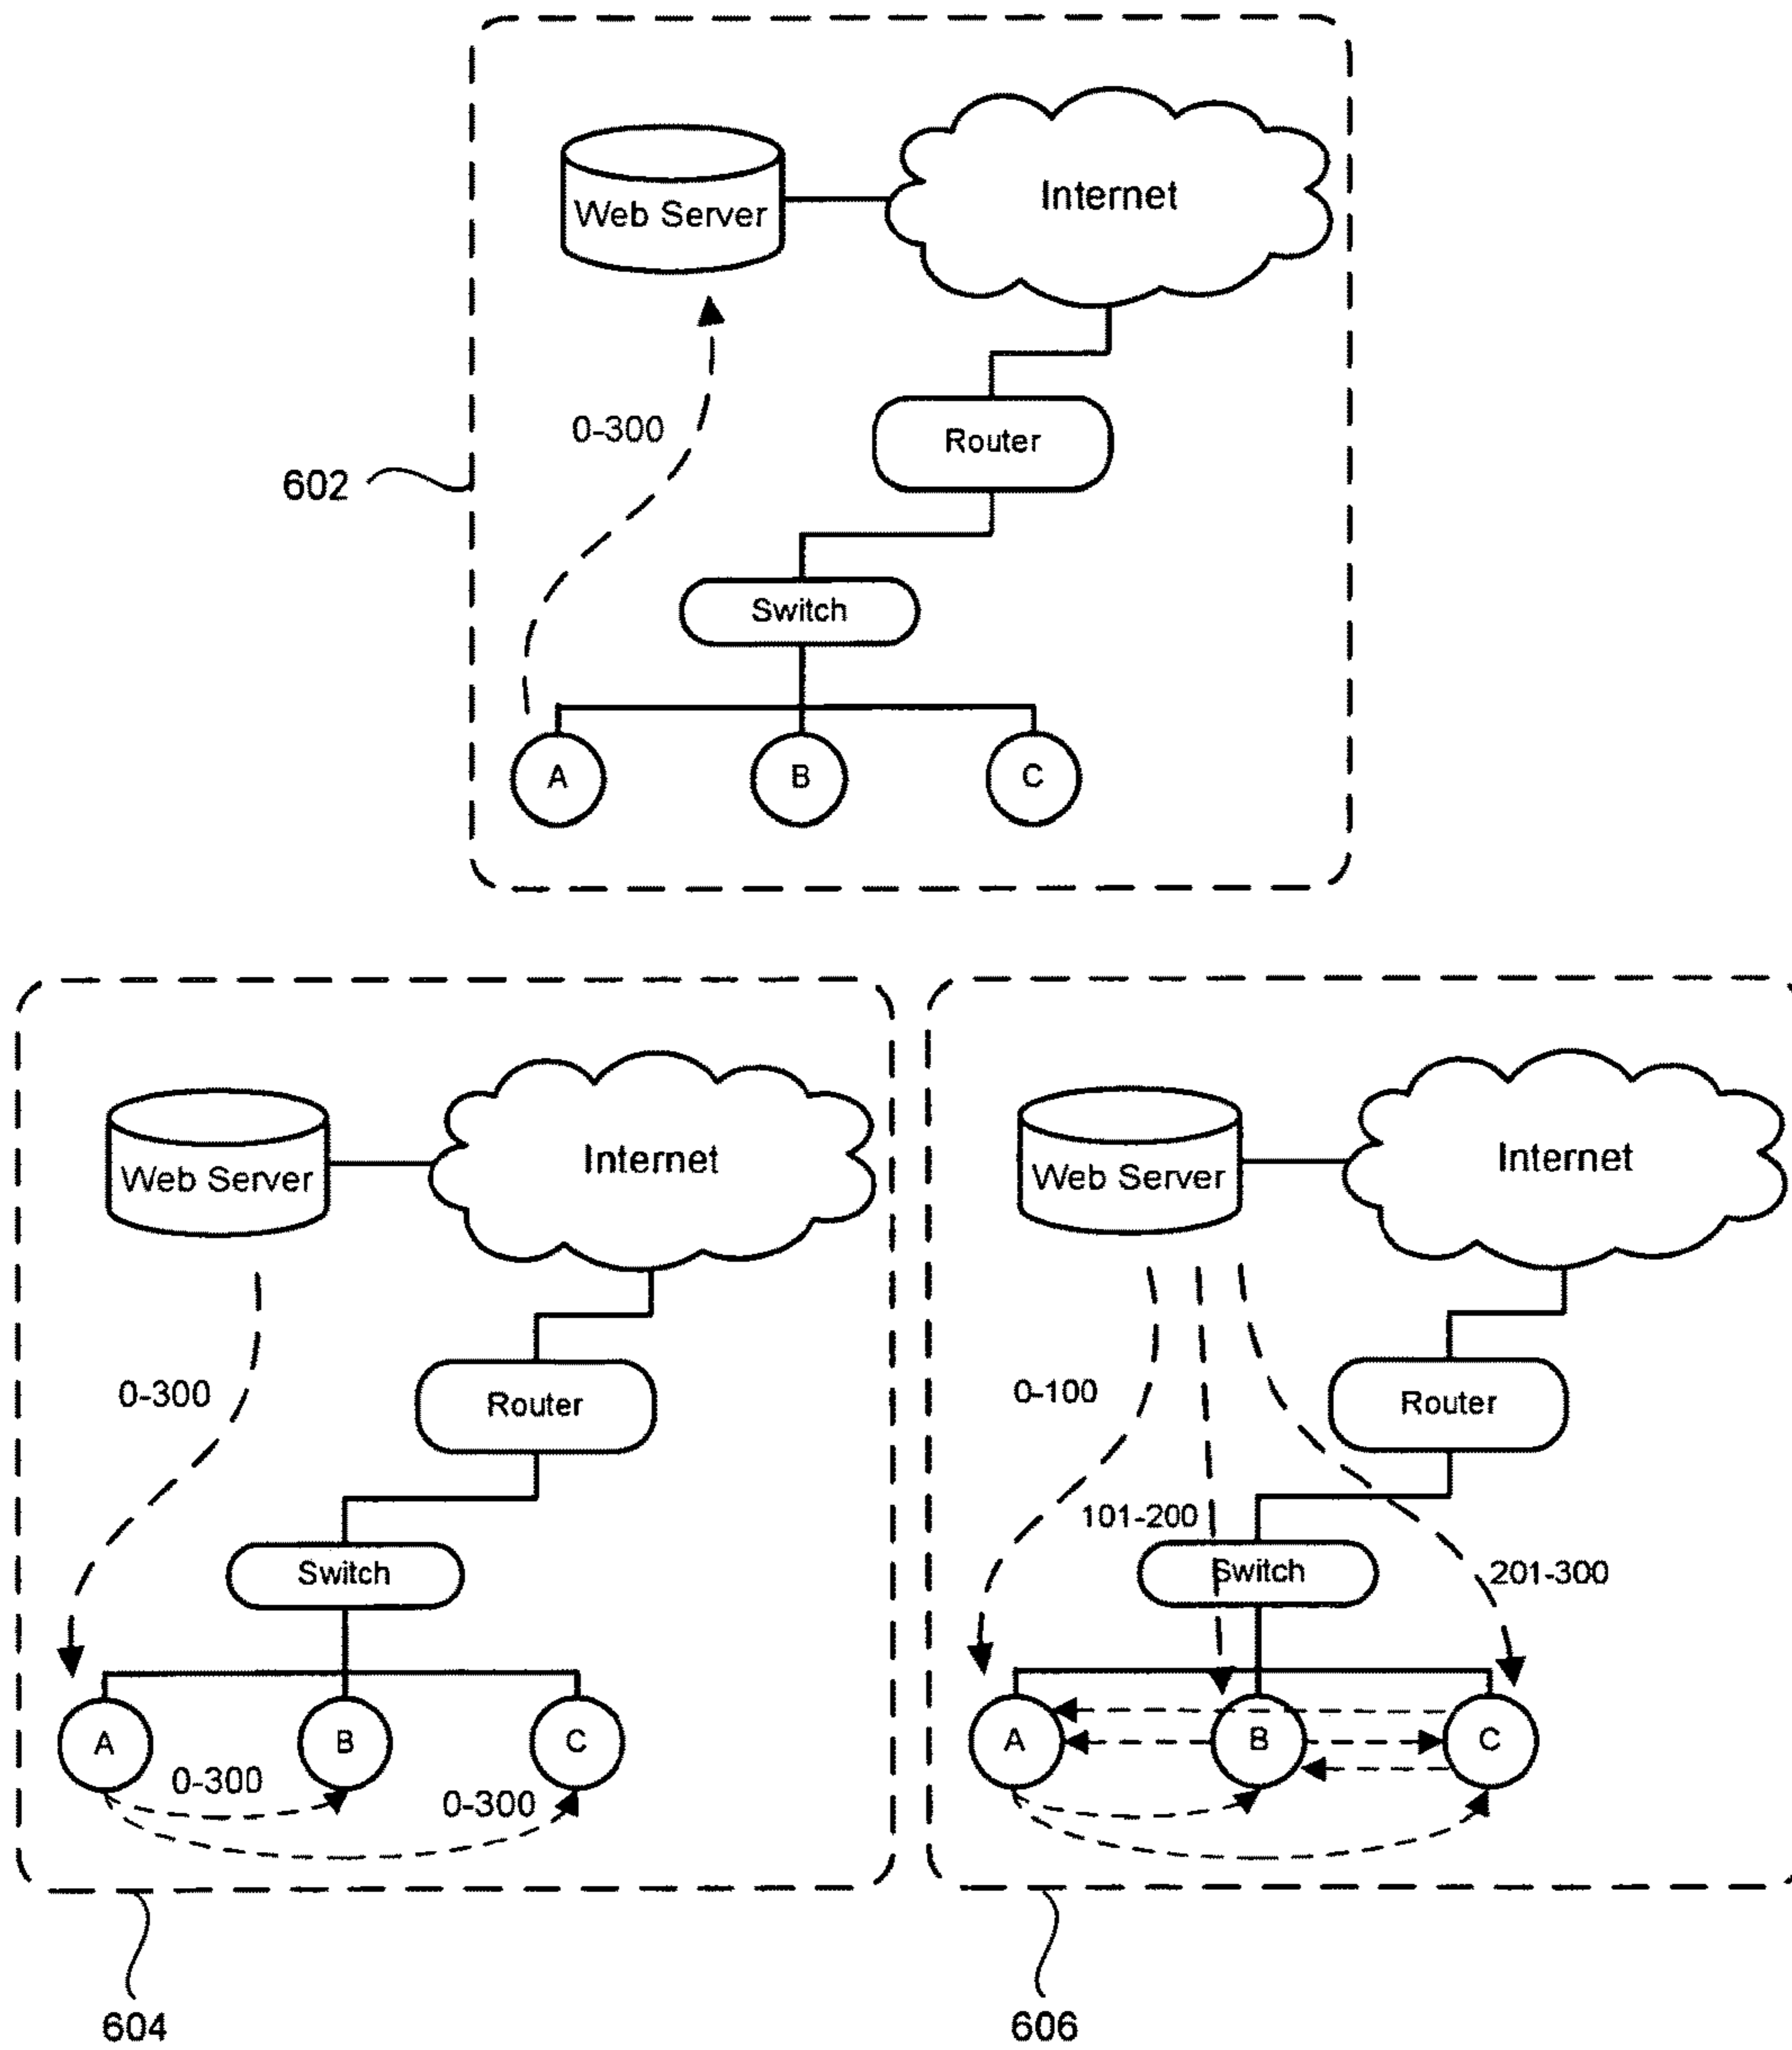 Internet
Web Server
0-300
Router
602
Switch
A
B
C
Internet
Web Server
0-300
Router
Switch
A
B
C
0-300
0-300
604
Internet
Web Server
0-100
Router
101-200
Switch
201-300
A
B
C
606